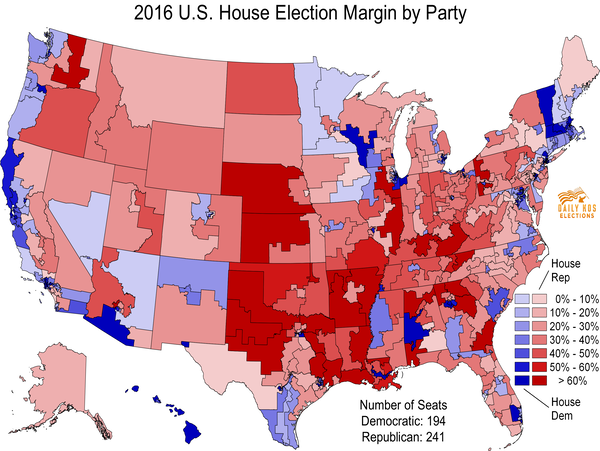 2016 U.S. House Election Margin by Party
DAILY KOS
ELECTIONS
House
Rep
0% - 10%
10% - 20%
20% - 30%
30% - 40%
40% - 50%
50% - 60%
> 60%
House
Dem
Number of Seats
Democratic: 194
Republican: 241